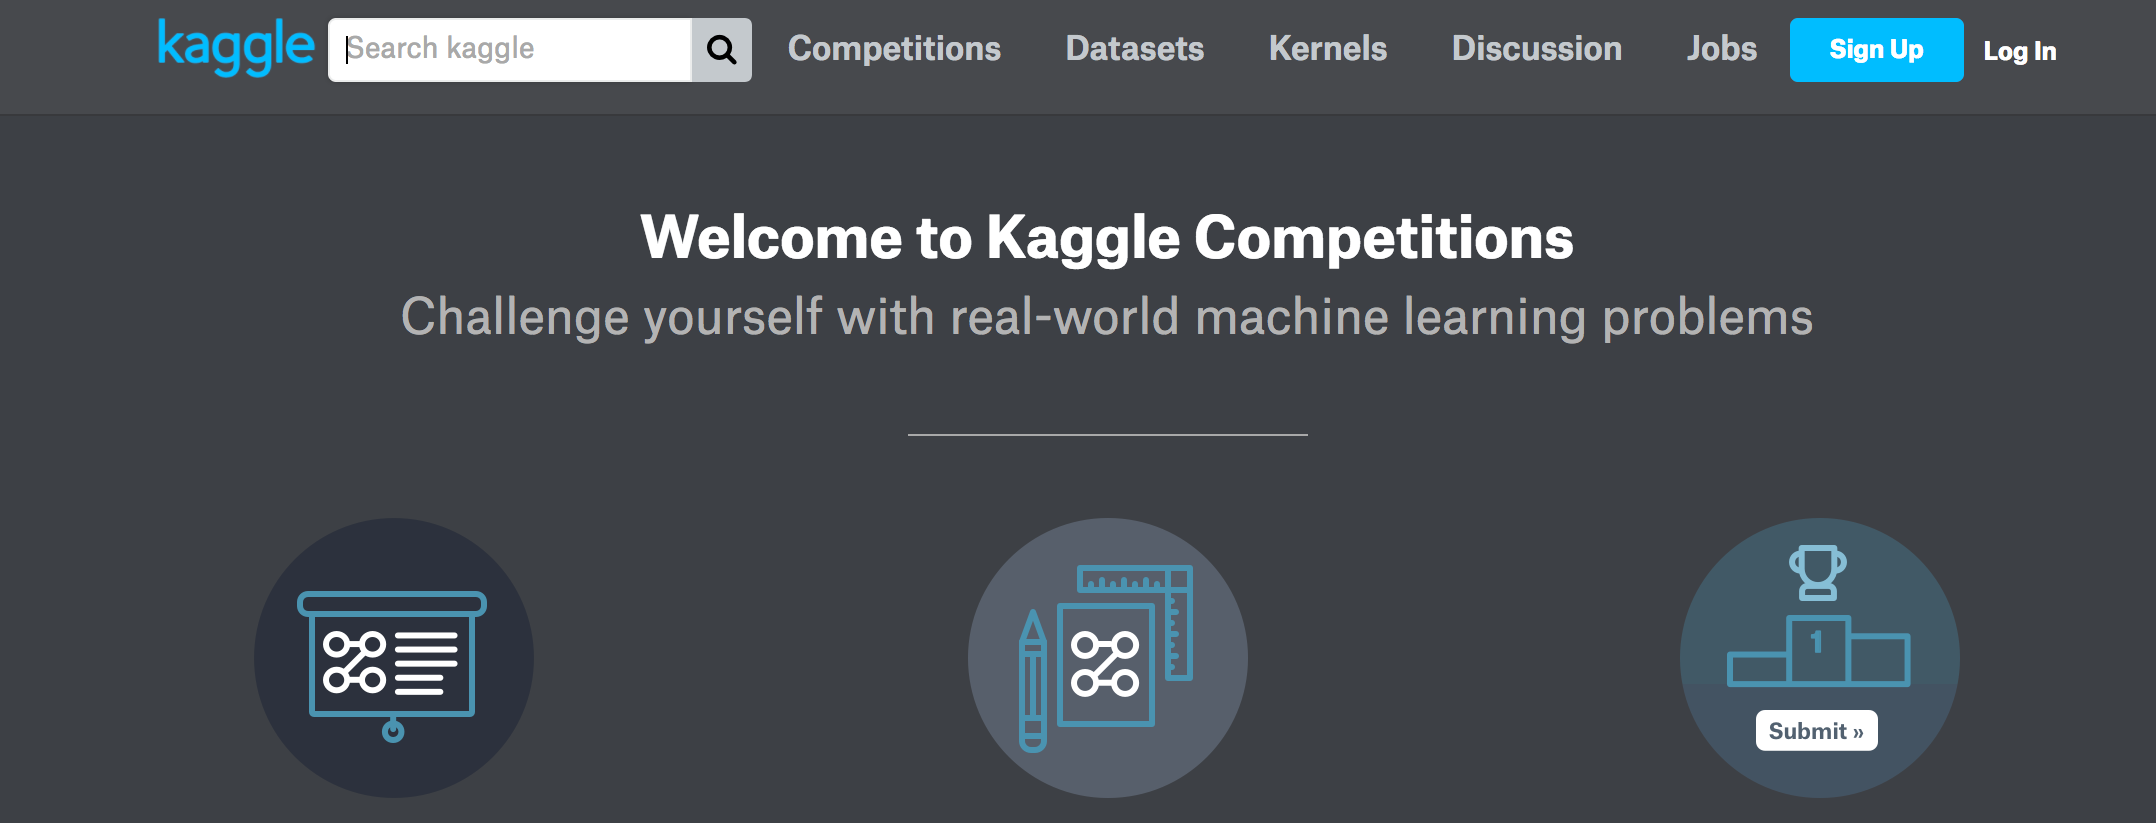 kaggle Search kaggle Competitions Datasets Kernels Discussion Jobs Sign Up Log In
Welcome to Kaggle Competitions
Challenge yourself with real-world machine learning problems
1
Submit »